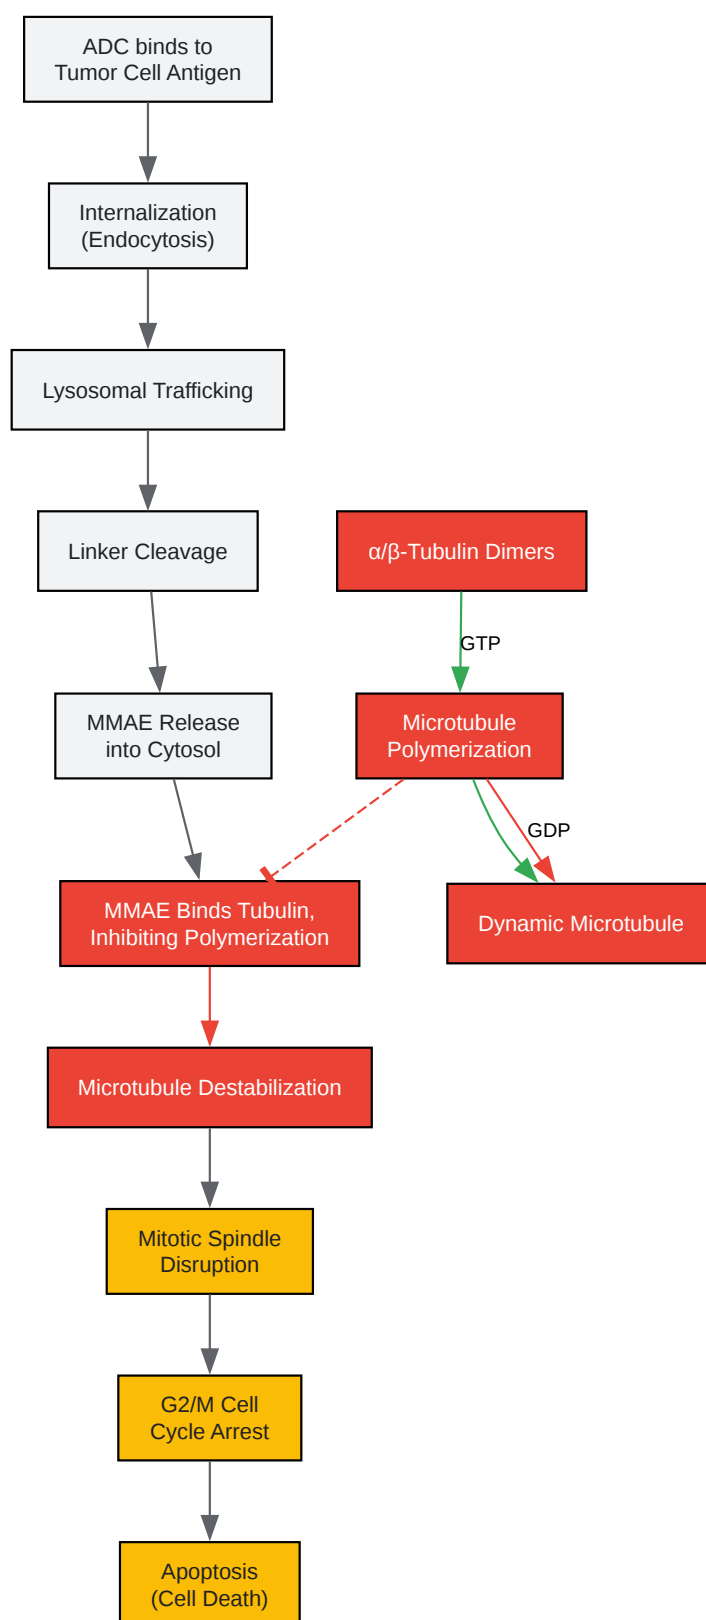 ADC binds to
Tumor Cell Antigen
Internalization
(Endocytosis)
Lysosomal Trafficking
Linker Cleavage
α/β-Tubulin Dimers
GTP
MMAE Release
into Cytosol
Microtubule
Polymerization
GDP
MMAE Binds Tubulin,
Inhibiting Polymerization
Dynamic Microtubule
Microtubule Destabilization
Mitotic Spindle
Disruption
G2/M Cell
Cycle Arrest
Apoptosis
(Cell Death)